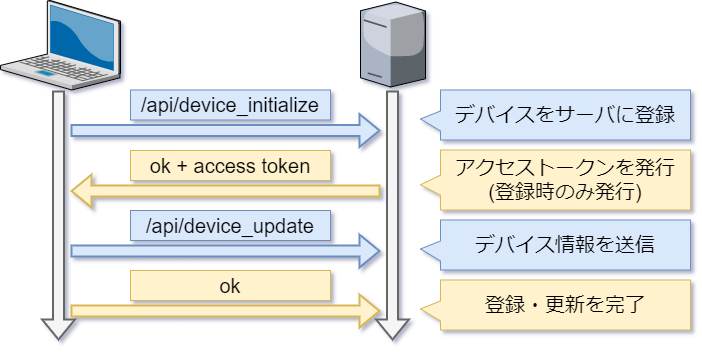 /api/device_initialize
デバイスをサーバに登録
ok + access token
アクセストークンを発行
(登録時のみ発行)
/api/device_update
デバイス情報を送信
ok
登録・更新を完了